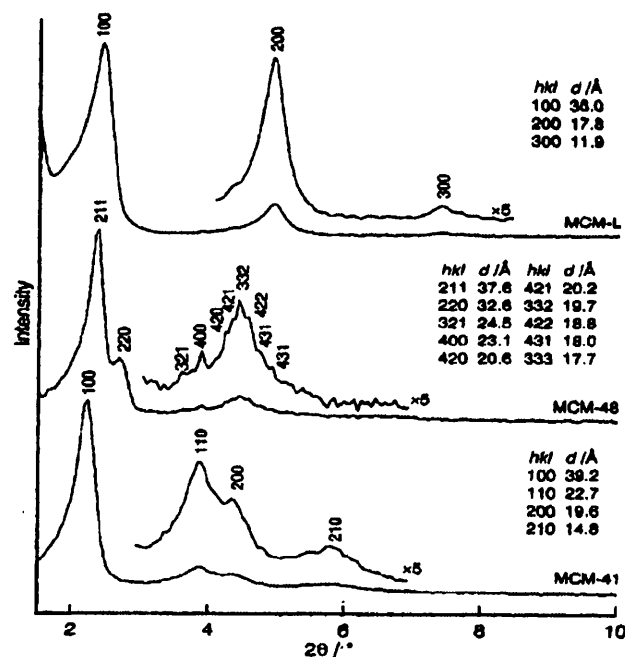 100
200
300
×5
MCM-L
hkl d /Å
100 36.0
200 17.8
300 11.9
211
220
321
400
420
421
332
422
431
431
×5
MCM-48
hkl d /Å hkl d /Å
211 37.6 421 20.2
220 32.6 332 19.7
321 24.5 422 18.8
400 23.1 431 18.0
420 20.6 333 17.7
100
110
200
210
×5
MCM-41
hkl d /Å
100 39.2
110 22.7
200 19.6
210 14.8
Intensity
2 4 6 8 10
2θ / °